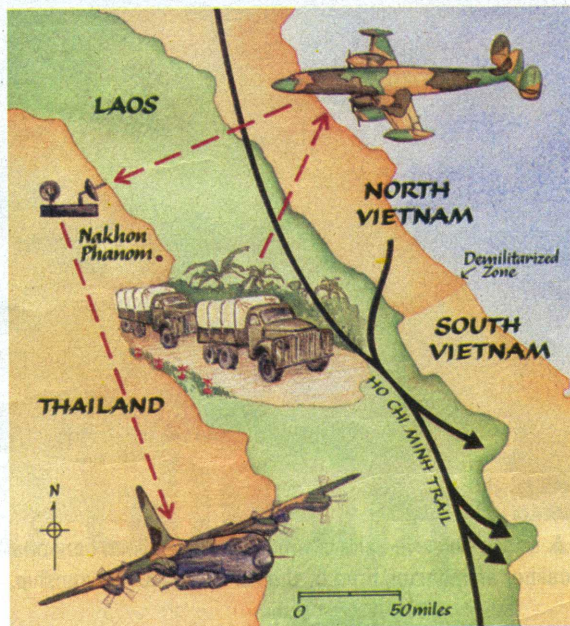 LAOS
NORTH
VIETNAM
Nakhon
Phanom
Demilitarized
Zone
SOUTH
VIETNAM
THAILAND
HO CHI MINH TRAIL
N
0
50 miles